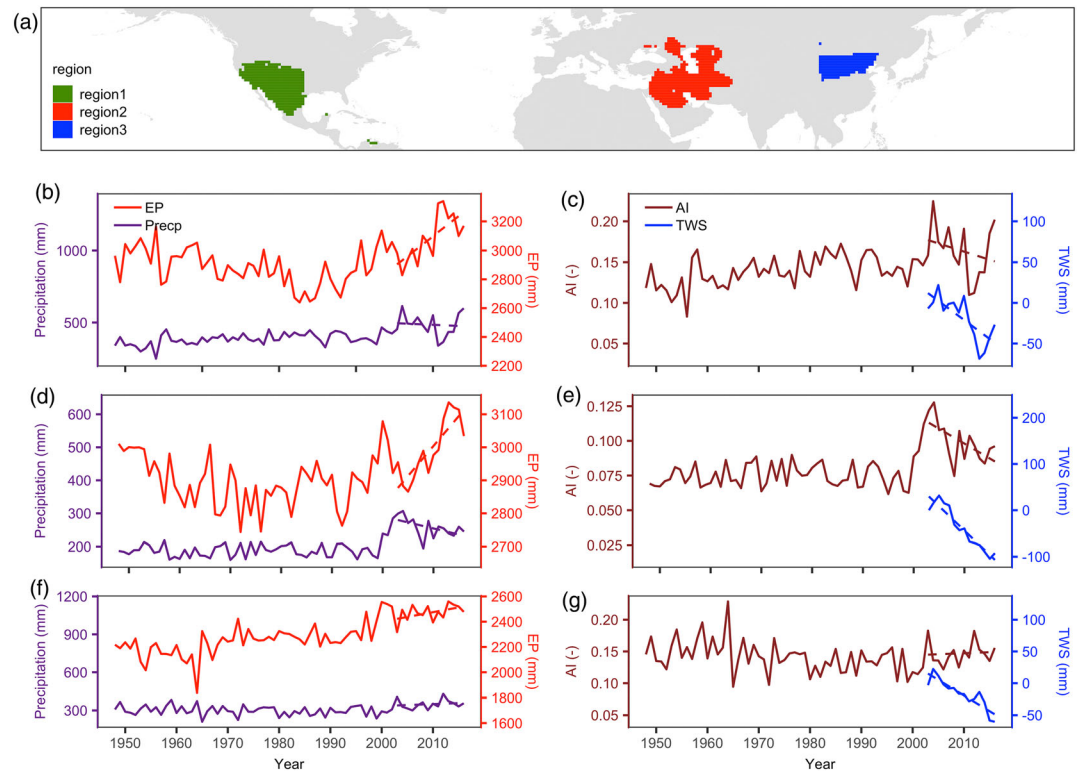 (a)
region
region1
region2
region3
(b)
EP
Precp
Precipitation (mm)
1000
500
3200
3000
2800
2600
2400
2200
EP (mm)
(c)
AI
TWS
AI (-)
0.20
0.15
0.10
0.05
100
50
0
-50
TWS (mm)
(d)
Precipitation (mm)
600
500
400
300
200
3100
3000
2900
2800
2700
EP (mm)
(e)
AI (-)
0.125
0.100
0.075
0.050
0.025
200
100
0
-100
TWS (mm)
(f)
Precipitation (mm)
1200
900
600
300
2600
2400
2200
2000
1800
1600
EP (mm)
1950 1960 1970 1980 1990 2000 2010
Year
(g)
AI (-)
0.20
0.15
0.10
0.05
100
50
0
-50
TWS (mm)
1950 1960 1970 1980 1990 2000 2010
Year